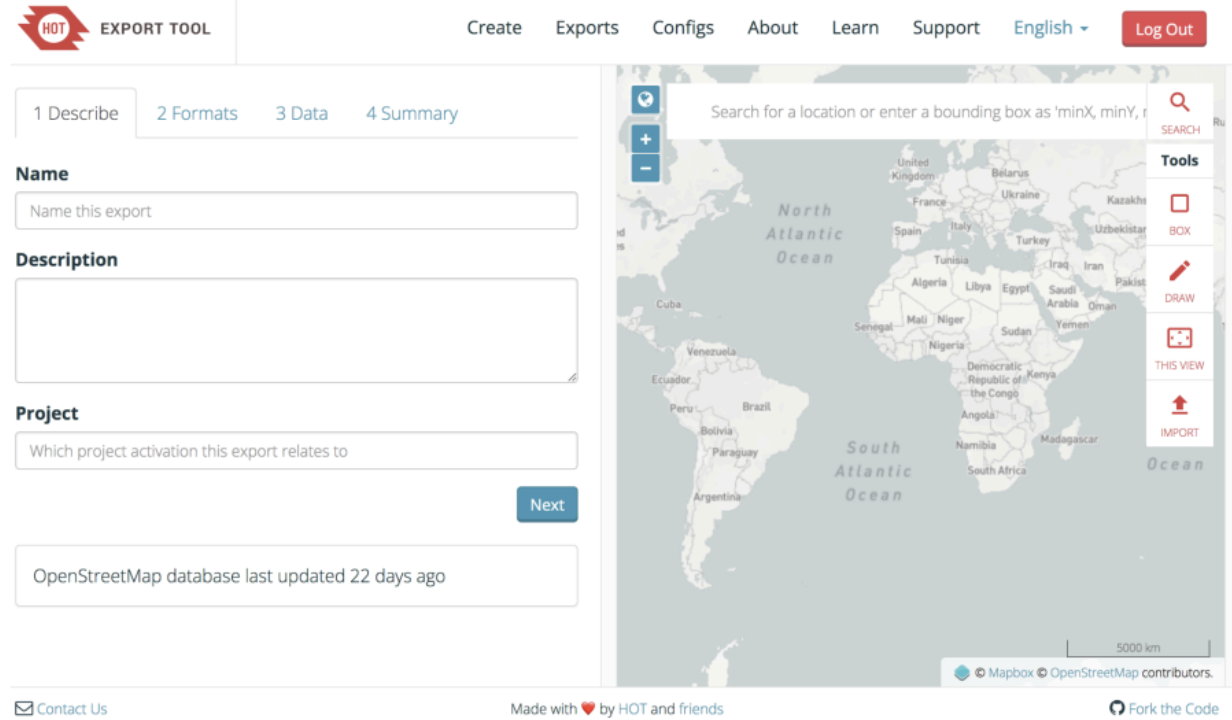 HOT EXPORT TOOL Create Exports Configs About Learn Support English Log Out
1 Describe 2 Formats 3 Data 4 Summary
Name
Name this export
Description
Project
Which project activation this export relates to
Next
OpenStreetMap database last updated 22 days ago
Search for a location or enter a bounding box as 'minX, minY,
SEARCH
Tools
BOX
DRAW
THIS VIEW
IMPORT
United
Kingdom
Belarus
Ukraine
France
Kazakhs
North
Atlantic
Ocean
Spain
Italy
Uzbekistan
Turkey
Tunisia
Iraq
Iran
Algeria
Libya
Egypt
Saudi
Arabia
Pakist
Oman
Cuba
Mali
Niger
Senegal
Sudan
Yemen
Nigeria
Venezuela
Democratic
Republic of
the Congo
Kenya
Ecuador
Peru
Brazil
Angola
Bolivia
Paraguay
South
Atlantic
Ocean
Namibia
Madagascar
South Africa
Ocean
Argentina
5000 km
© Mapbox © OpenStreetMap contributors.
Contact Us Made with ❤ by HOT and friends Fork the Code